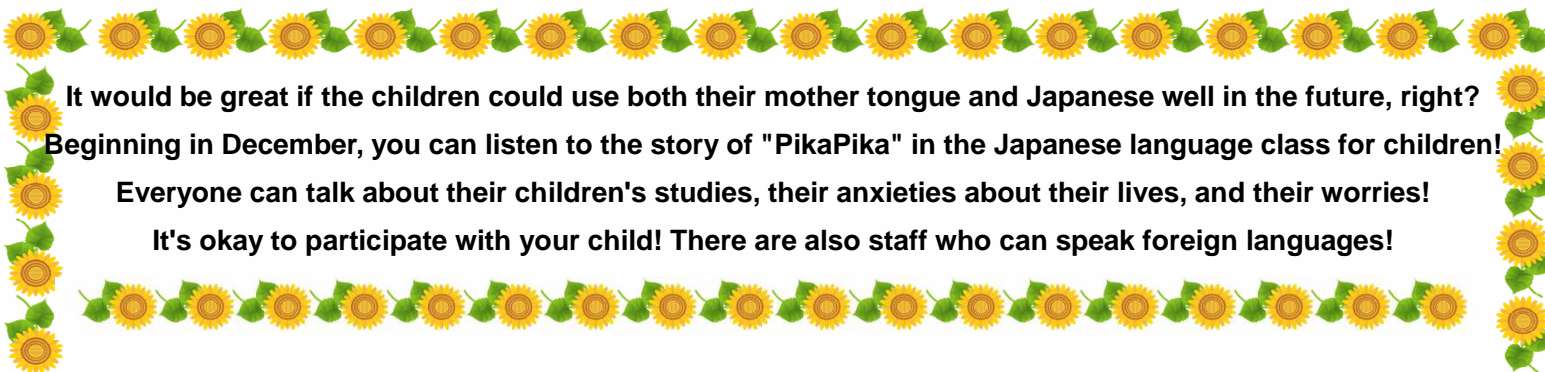 It would be great if the children could use both their mother tongue and Japanese well in the future, right?
Beginning in December, you can listen to the story of "PikaPika" in the Japanese language class for children!
Everyone can talk about their children's studies, their anxieties about their lives, and their worries!
It's okay to participate with your child! There are also staff who can speak foreign languages!